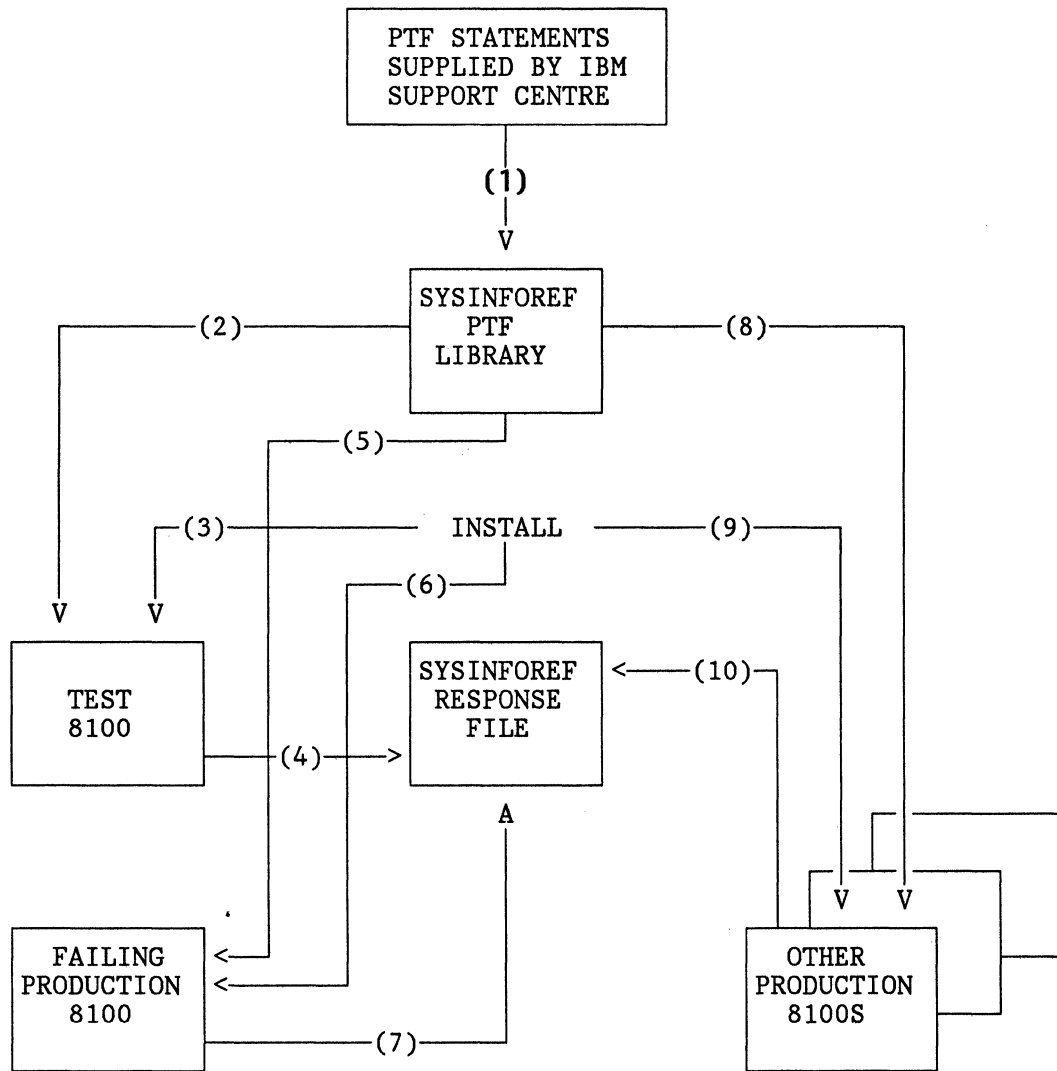 PTF STATEMENTS
SUPPLIED BY IBM
SUPPORT CENTRE
(1)
V
SYSINFOREF
PTF
LIBRARY
(2)
(8)
(5)
(3)
INSTALL
(9)
(6)
V V
TEST
8100
SYSINFOREF
RESPONSE
FILE
< (10)
(4) >
A
V V
FAILING
PRODUCTION
8100
<
<
OTHER
PRODUCTION
8100S
(7)